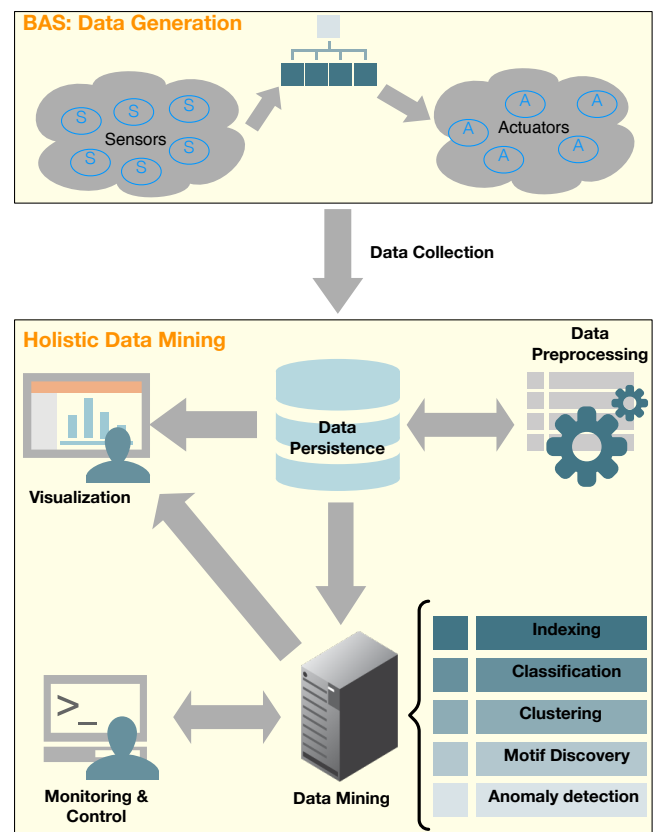 BAS: Data Generation
S
S
S
S
S
S
Sensors
A
A
A
A
A
Actuators
Data Collection
Holistic Data Mining
Data
Preprocessing
Data
Persistence
Visualization
>_
Monitoring &
Control
Data Mining
Indexing
Classification
Clustering
Motif Discovery
Anomaly detection